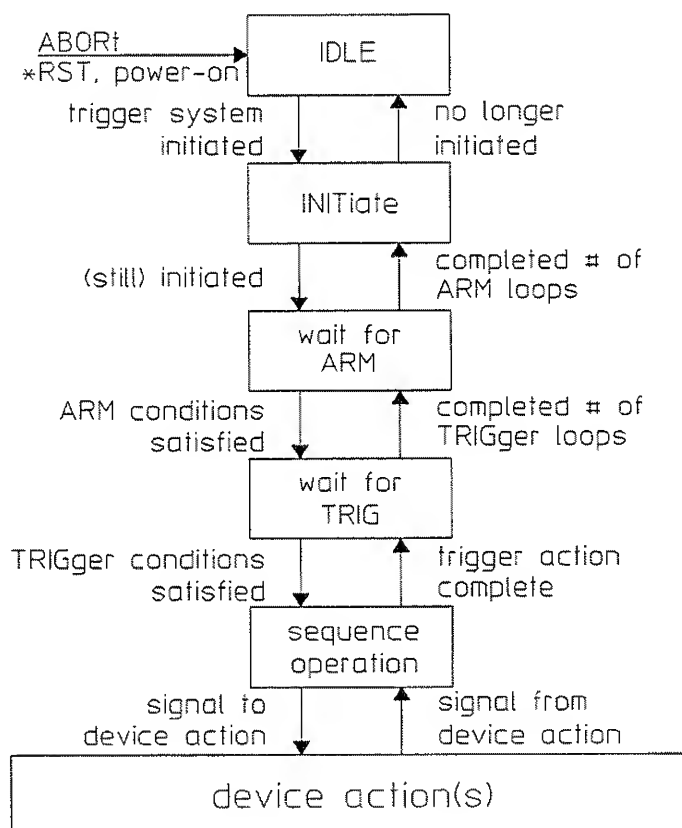 ABORt
*RST, power-on
IDLE
trigger system
initiated
no longer
initiated
INITiate
(still) initiated
completed # of
ARM loops
wait for
ARM
ARM conditions
satisfied
completed # of
TRIGger loops
wait for
TRIG
TRIGger conditions
satisfied
trigger action
complete
sequence
operation
signal to
device action
signal from
device action
device action(s)